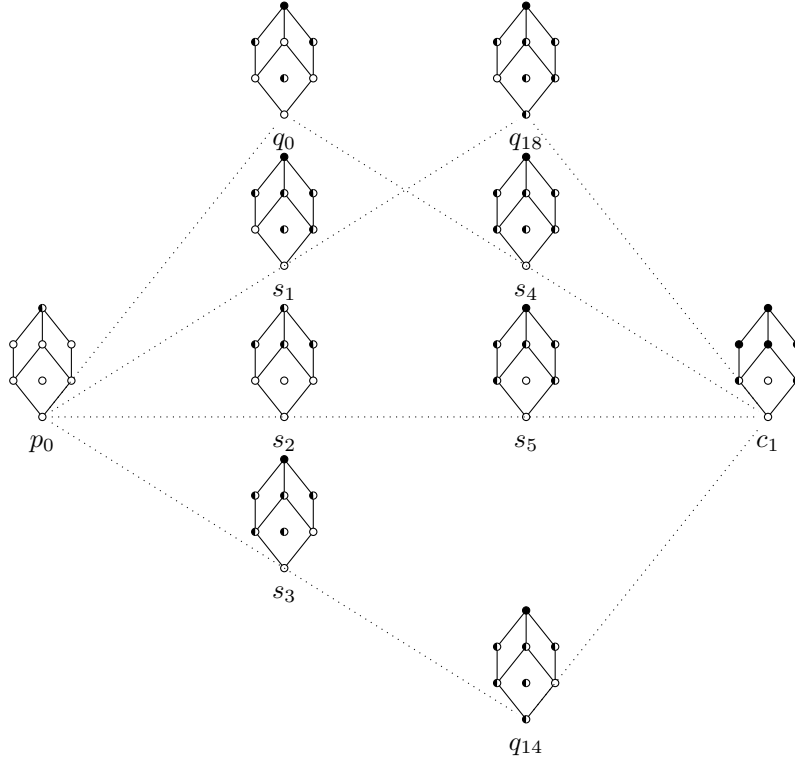 q₀ q₁₈
s₁ s₄
p₀ s₂ s₅ c₁
s₃
q₁₄